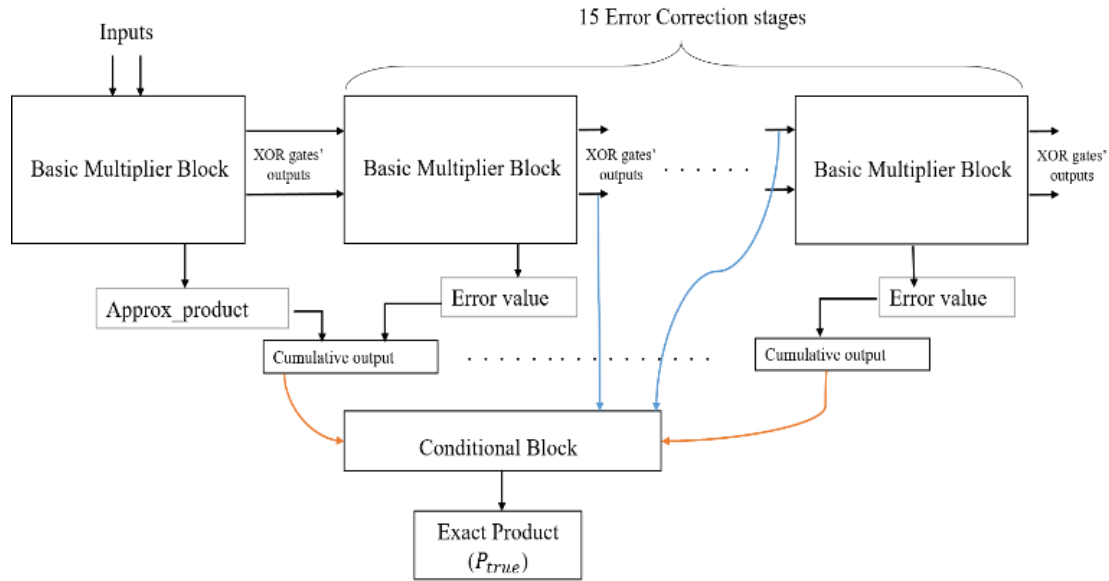 15 Error Correction stages
Inputs
Basic Multiplier Block
XOR gates’
outputs
Basic Multiplier Block
XOR gates’
outputs
Basic Multiplier Block
XOR gates’
outputs
Approx_product
Error value
Error value
Cumulative output
Cumulative output
Conditional Block
Exact Product
(P_true)